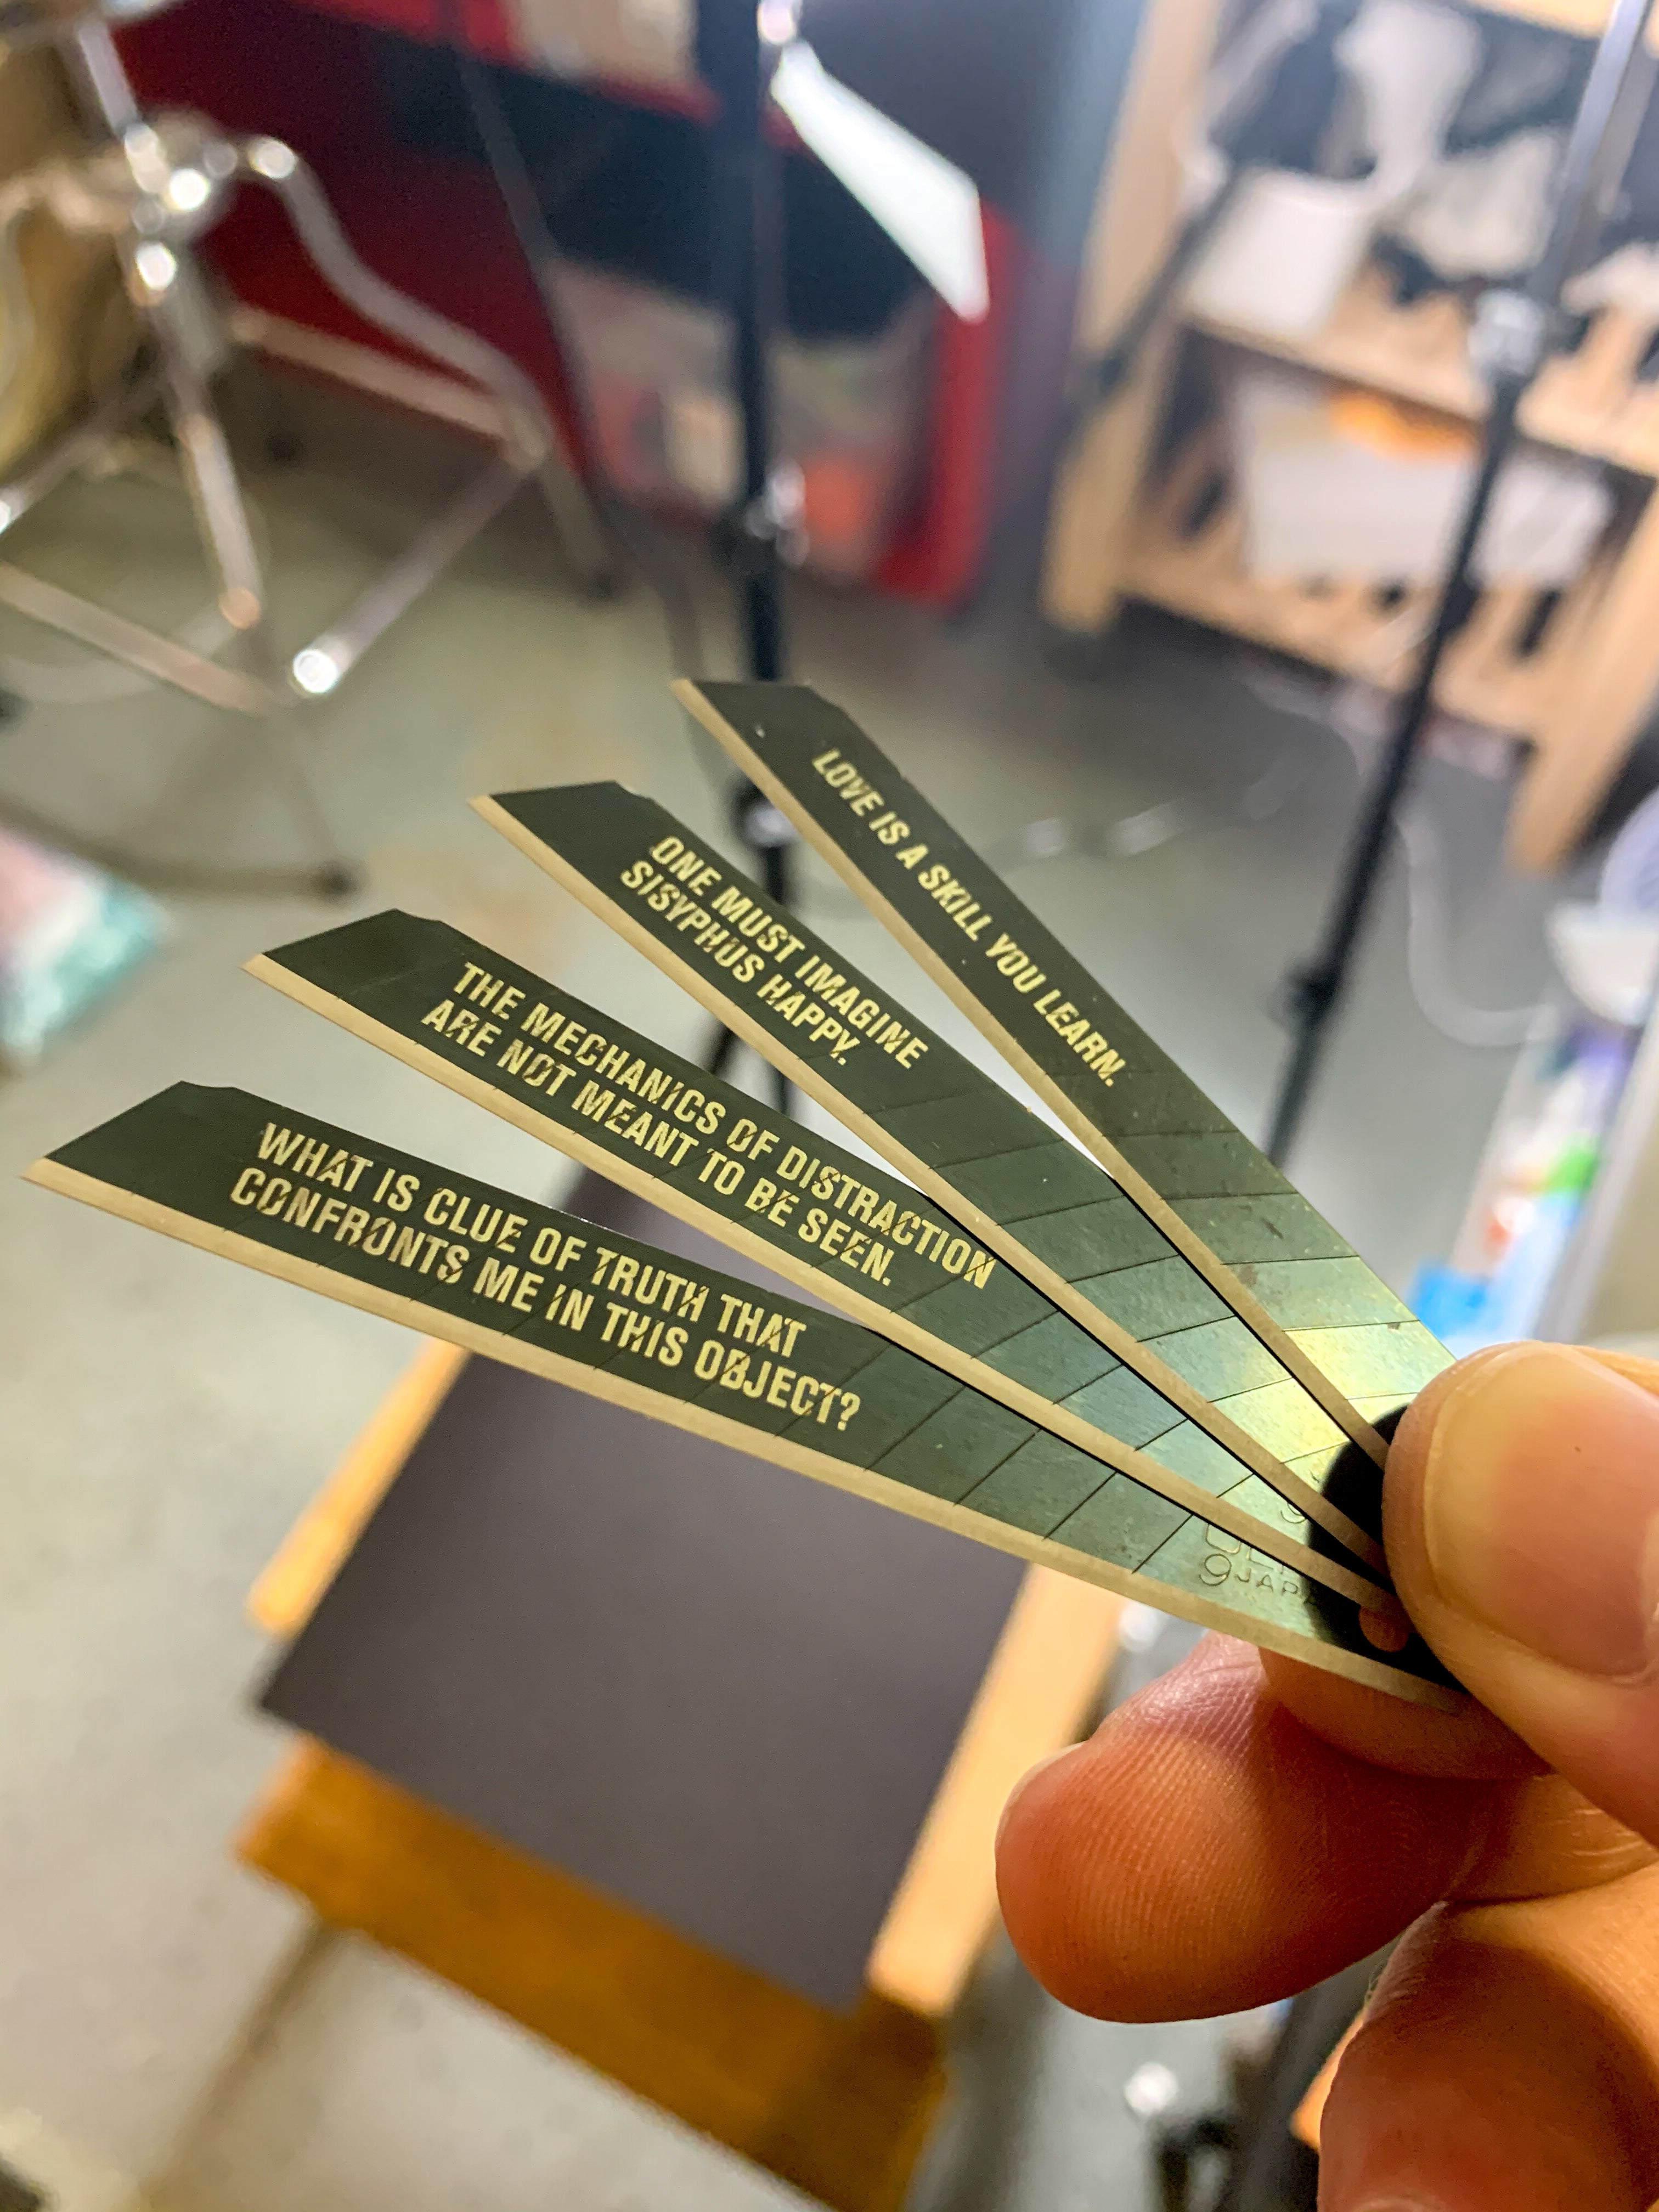 LOVE IS A SKILL YOU LEARN.
ONE MUST IMAGINE
SISYPHUS HAPPY.
THE MECHANICS OF DISTRACTION
ARE NOT MEANT TO BE SEEN.
WHAT IS CLUE OF TRUTH THAT
CONFRONTS ME IN THIS OBJECT?
9